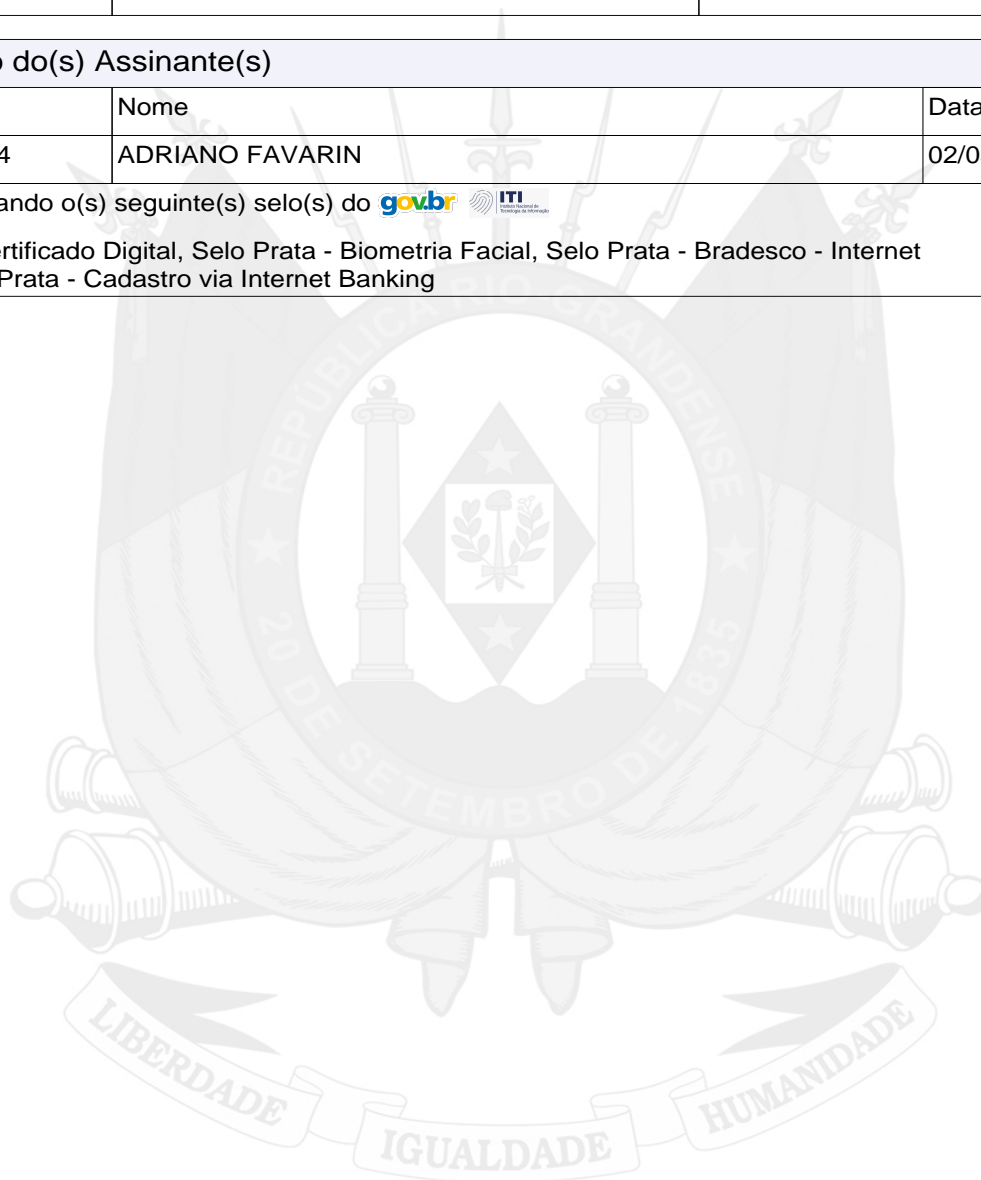 o do(s) Assinante(s)
Nome
Data
4
ADRIANO FAVARIN
02/0
ando o(s) seguinte(s) selo(s) do gov.br ITI
rtificado Digital, Selo Prata - Biometria Facial, Selo Prata - Bradesco - Internet
Prata - Cadastro via Internet Banking
REPÚBLICA RIO GRANDENSE
20 DE SETEMBRO DE 1835
LIBERDADE
IGUALDADE
HUMANIDADE